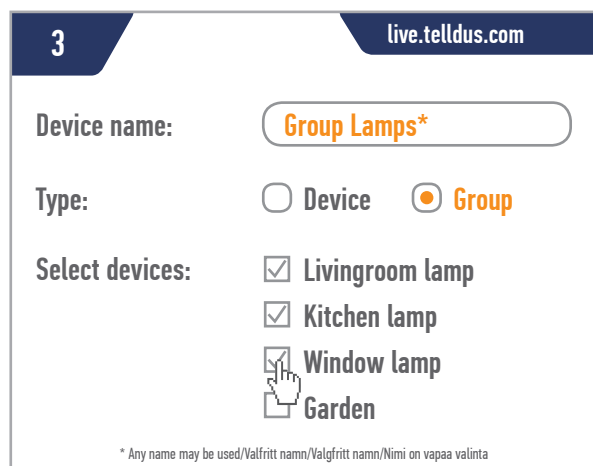 3
live.telldus.com
Device name:
Group Lamps*
Type:
Device
Group
Select devices:
Livingroom lamp
Kitchen lamp
Window lamp
Garden
* Any name may be used/Valfritt namn/Valgfritt namn/Nimi on vapaa valinta